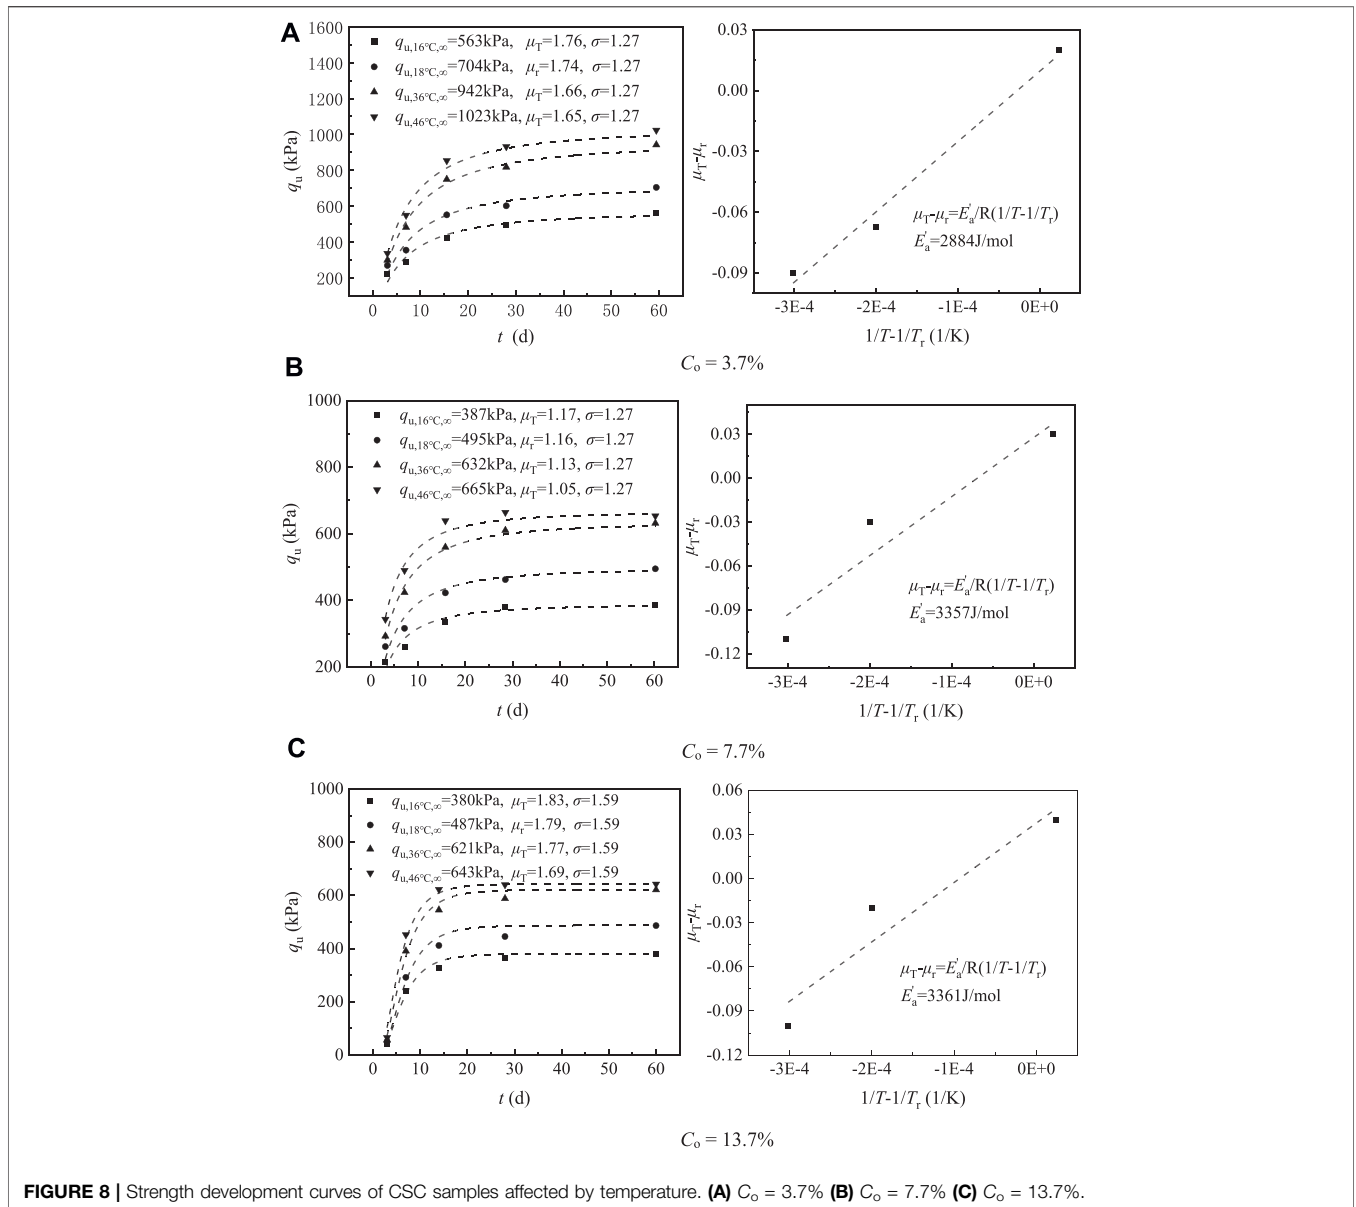 A
1600
1400
1200
1000
800
600
400
200
q_u (kPa)
q_u,16℃,∞=563kPa, μ_T=1.76, σ=1.27
q_u,18℃,∞=704kPa, μ_r=1.74, σ=1.27
q_u,36℃,∞=942kPa, μ_T=1.66, σ=1.27
q_u,46℃,∞=1023kPa, μ_T=1.65, σ=1.27
0 10 20 30 40 50 60
t (d)
0.03
0.00
-0.03
-0.06
-0.09
μ_T-μ_r
μ_T-μ_r=E'_a/R(1/T-1/T_r)
E'_a=2884J/mol
-3E-4 -2E-4 -1E-4 0E+0
1/T-1/T_r (1/K)
C_o = 3.7%
B
1000
800
600
400
200
q_u (kPa)
q_u,16℃,∞=387kPa, μ_T=1.17, σ=1.27
q_u,18℃,∞=495kPa, μ_r=1.16, σ=1.27
q_u,36℃,∞=632kPa, μ_T=1.13, σ=1.27
q_u,46℃,∞=665kPa, μ_T=1.05, σ=1.27
0 10 20 30 40 50 60
t (d)
0.03
0.00
-0.03
-0.06
-0.09
-0.12
μ_T-μ_r
μ_T-μ_r=E'_a/R(1/T-1/T_r)
E'_a=3357J/mol
-3E-4 -2E-4 -1E-4 0E+0
1/T-1/T_r (1/K)
C_o = 7.7%
C
1000
800
600
400
200
0
q_u (kPa)
q_u,16℃,∞=380kPa, μ_T=1.83, σ=1.59
q_u,18℃,∞=487kPa, μ_r=1.79, σ=1.59
q_u,36℃,∞=621kPa, μ_T=1.77, σ=1.59
q_u,46℃,∞=643kPa, μ_T=1.69, σ=1.59
0 10 20 30 40 50 60
t (d)
0.06
0.03
0.00
-0.03
-0.06
-0.09
-0.12
μ_T-μ_r
μ_T-μ_r=E'_a/R(1/T-1/T_r)
E'_a=3361J/mol
-3E-4 -2E-4 -1E-4 0E+0
1/T-1/T_r (1/K)
C_o = 13.7%
FIGURE 8 | Strength development curves of CSC samples affected by temperature. (A) C_o = 3.7% (B) C_o = 7.7% (C) C_o = 13.7%.